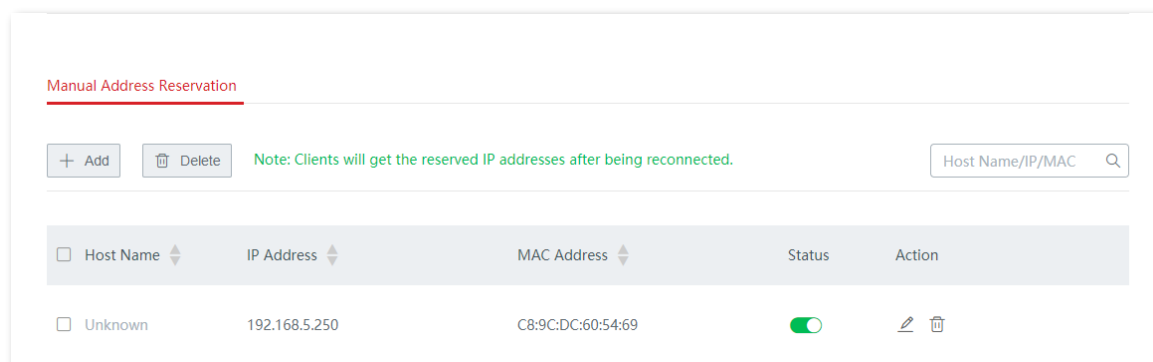 Manual Address Reservation
Add Delete Note: Clients will get the reserved IP addresses after being reconnected. Host Name/IP/MAC
Host Name IP Address MAC Address Status Action
Unknown 192.168.5.250 C8:9C:DC:60:54:69